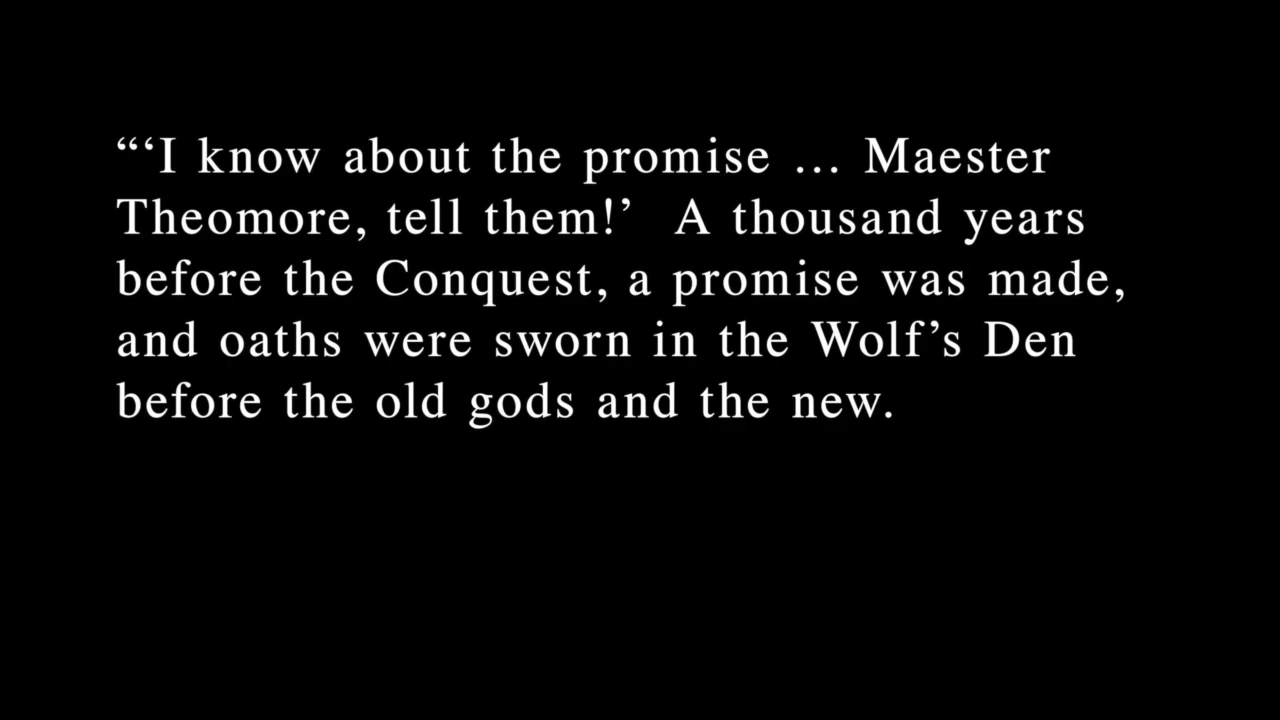 “‘I know about the promise … Maester
Theomore, tell them!’  A thousand years
before the Conquest, a promise was made,
and oaths were sworn in the Wolf’s Den
before the old gods and the new.